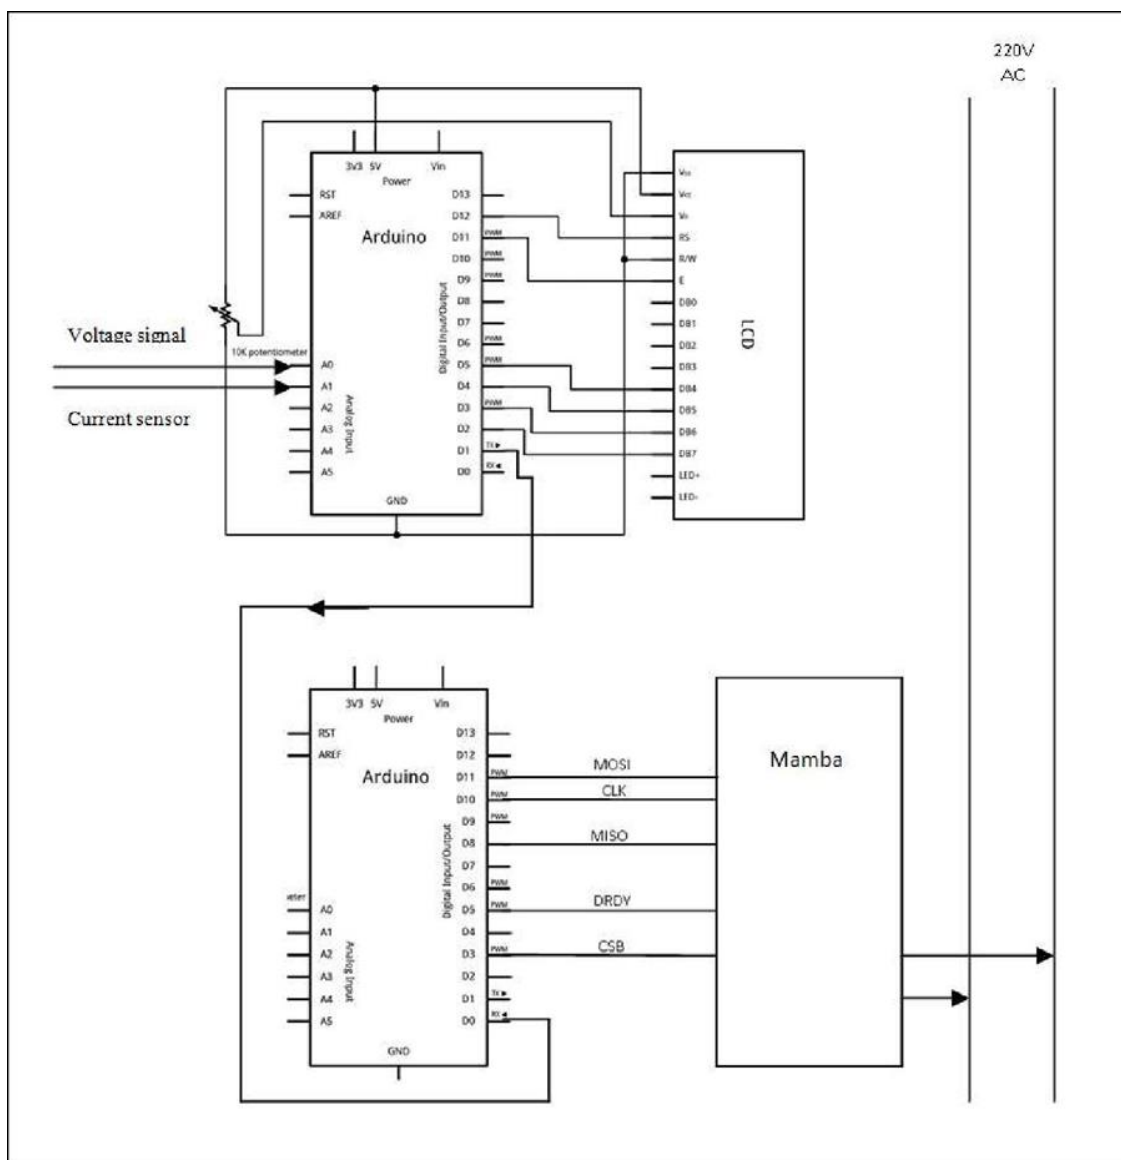 220V
AC
3V3 5V Vin
Power
RST
AREF
Arduino
D13
D12
D11 PWM
D10 PWM
D9 PWM
D8
D7
D6 PWM
D5 PWM
D4
D3 PWM
D2
D1 TX
D0 RX
Digital Input/Output
Voltage signal
10K potentiometer
Current sensor
A0
A1
A2
A3
A4
A5
Analog Input
GND
Vss
Vcc
RS
R/W
E
DB0
DB1
DB2
DB3
DB4
DB5
DB6
DB7
LED+
LED-
LCD
3V3 5V Vin
Power
RST
AREF
Arduino
D13
D12
D11 PWM
D10 PWM
D9 PWM
D8
D7
D6 PWM
D5 PWM
D4
D3 PWM
D2
D1 TX
D0 RX
Digital Input/Output
eter
A0
A1
A2
A3
A4
A5
Analog Input
GND
MOSI
CLK
MISO
DRDY
CSB
Mamba